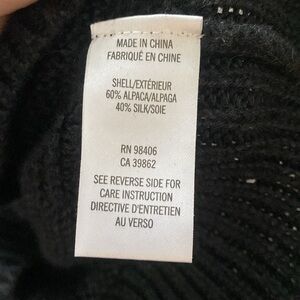 MADE IN CHINA
FABRIQUÉ EN CHINE
SHELL/EXTÉRIEUR
60% ALPACA/ALPAGA
40% SILK/SOIE
RN 98406
CA 39862
SEE REVERSE SIDE FOR
CARE INSTRUCTION
DIRECTIVE D'ENTRETIEN
AU VERSO